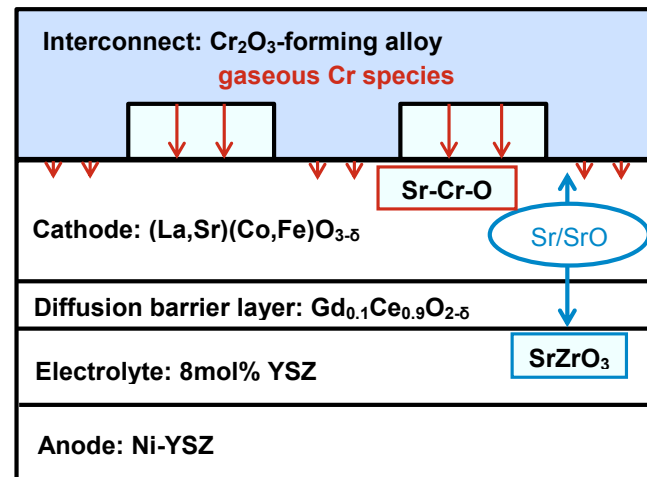 Interconnect: Cr₂O₃-forming alloy
gaseous Cr species
Sr-Cr-O
Cathode: (La,Sr)(Co,Fe)O₃₋δ
Sr/SrO
Diffusion barrier layer: Gd₀.₁Ce₀.₉O₂₋δ
SrZrO₃
Electrolyte: 8mol% YSZ
Anode: Ni-YSZ